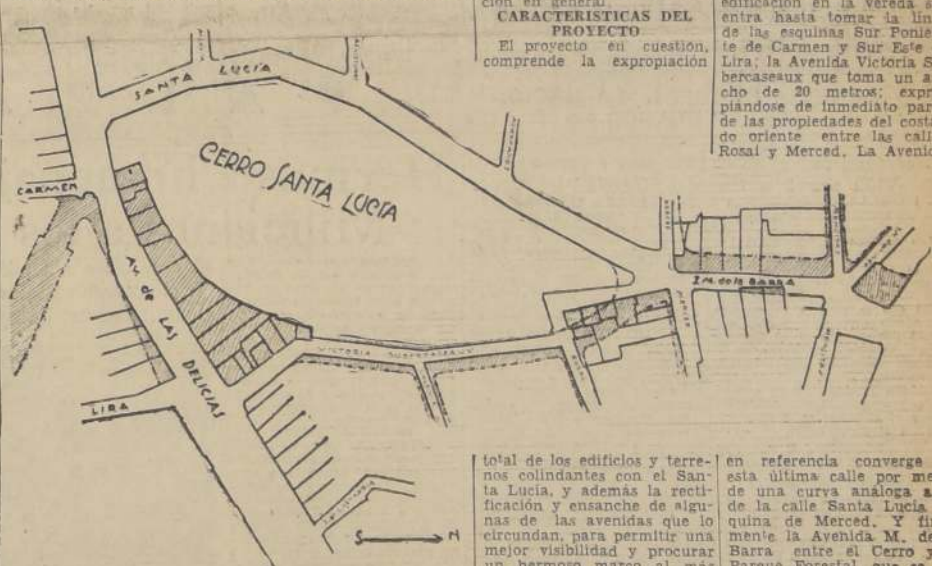 ción en general.
CARACTERISTICAS DEL
PROYECTO
El proyecto en cuestión,
comprende la expropiación
edificación en la vereda s
entra hasta tomar la lín
de las esquinas Sur Ponie
te de Carmen y Sur Este
Lira; la Avenida Victoria S
bercaseaux que toma un a
cho de 20 metros; expr
piándose de inmediato par
de las propiedades del costa
do oriente entre las call
Rosal y Merced. La Avenid
SANTA LUCIA
CERRO SANTA LUCIA
CARMEN
AV. de LAS DELICIAS
VICTORIA SUBERCASEAUX
J.M. de la BARRA
MERCED
LIRA
S N
total de los edificios y terre-
nos colindantes con el San-
ta Lucía, y además la recti-
ficación y ensanche de algu-
nas de las avenidas que lo
circundan, para permitir una
mejor visibilidad y procurar
un hermoso marco al más
en referencia converge
esta última calle por me
de una curva análoga a
de la calle Santa Lucía
quina de Merced. Y fin
mente la Avenida M. de
Barra entre el Cerro y
Parque Forestal, que se